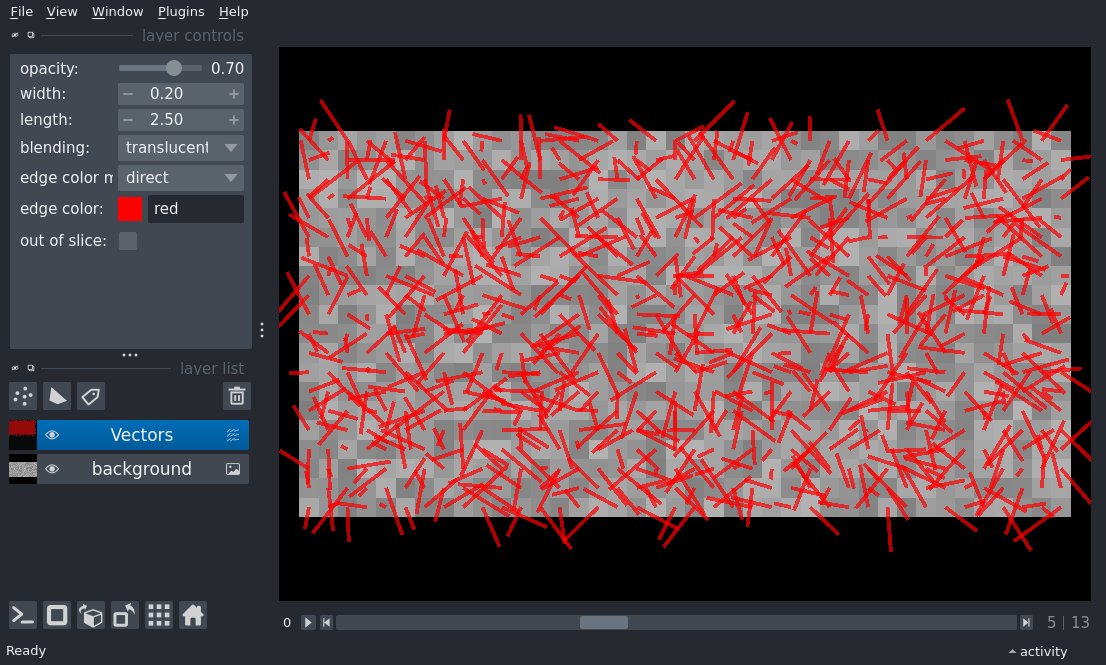 File View Window Plugins Help
layer controls
opacity: 0.70
width: − 0.20 +
length: − 2.50 +
blending: translucent
edge color m direct
edge color: red
out of slice:
layer list
Vectors
background
0 5 | 13
Ready activity